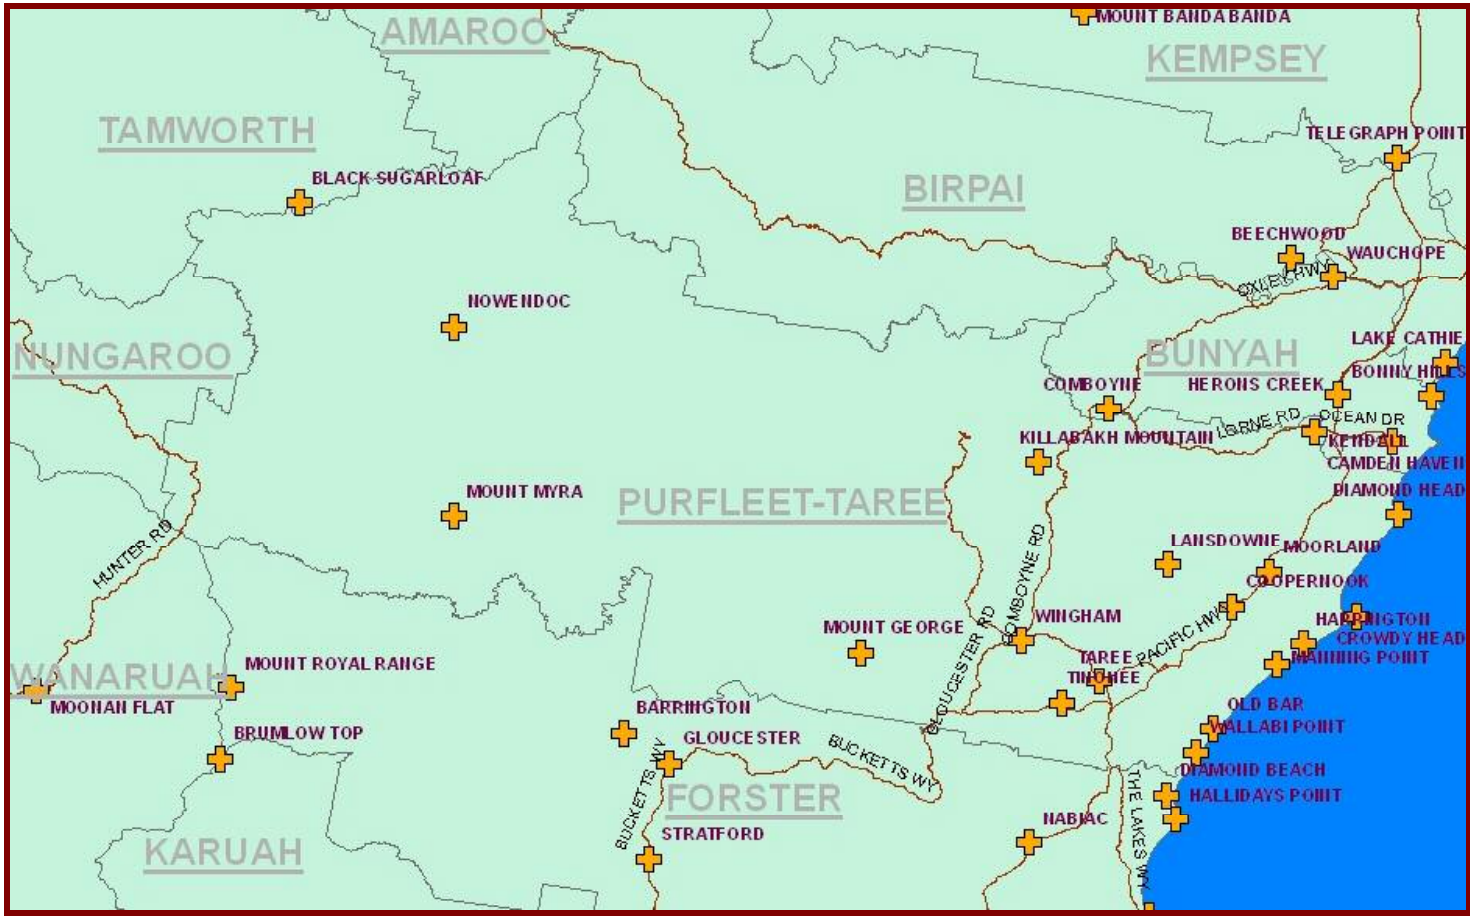 MOUNT BANDA BANDA
AMAROO
KEMPSEY
TAMWORTH
TELEGRAPH POINT
BLACK SUGARLOAF
BIRPAI
BEECHWOOD
WAUCHOPE
OXLEY HWY
NOWENDOC
NUNGAROO
LAKE CATHIE
BUNYAH
BONNY HILLS
COMBOYNE
HERONS CREEK
LORNE RD
OCEAN DR
KILLABAKH MOUNTAIN
KENDALL
CAMDEN HAVEN
MOUNT MYRA
PURFLEET-TAREE
DIAMOND HEAD
HUNTER RD
LANSDOWNE
MOORLAND
COMBOYNE RD
COOPERNOOK
MOUNT GEORGE
WINGHAM
HARRINGTON
CROWDY HEAD
PACIFIC HWY
GLOUCESTER RD
WANARUAH
MOUNT ROYAL RANGE
TAREE
MANNING POINT
TINONEE
MOONAN FLAT
BARRINGTON
OLD BAR
BRUMLOW TOP
GLOUCESTER
WALLABI POINT
BUCKETTS WY
BUCKETTS WY
DIAMOND BEACH
FORSTER
HALLIDAYS POINT
NABIAC
STRATFORD
THE LAKES WY
KARUAH